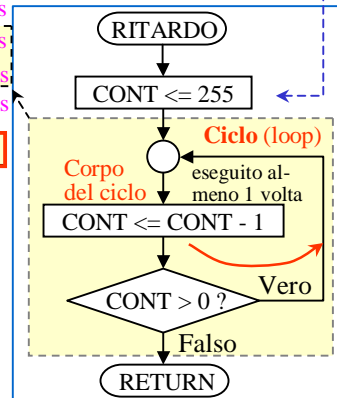 s
s
s
s
RITARDO
CONT <= 255
Ciclo (loop)
Corpo
del ciclo
eseguito al-
meno 1 volta
CONT <= CONT - 1
CONT > 0 ?
Vero
Falso
RETURN